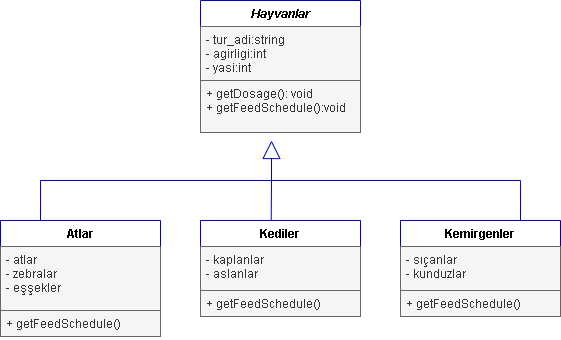 Hayvanlar
- tur_adi:string
- agirligi:int
- yasi:int
+ getDosage(): void
+ getFeedSchedule():void
Atlar
- atlar
- zebralar
- eşşekler
+ getFeedSchedule()
Kediler
- kaplanlar
- aslanlar
+ getFeedSchedule()
Kemirgenler
- sıçanlar
- kunduzlar
+ getFeedSchedule()